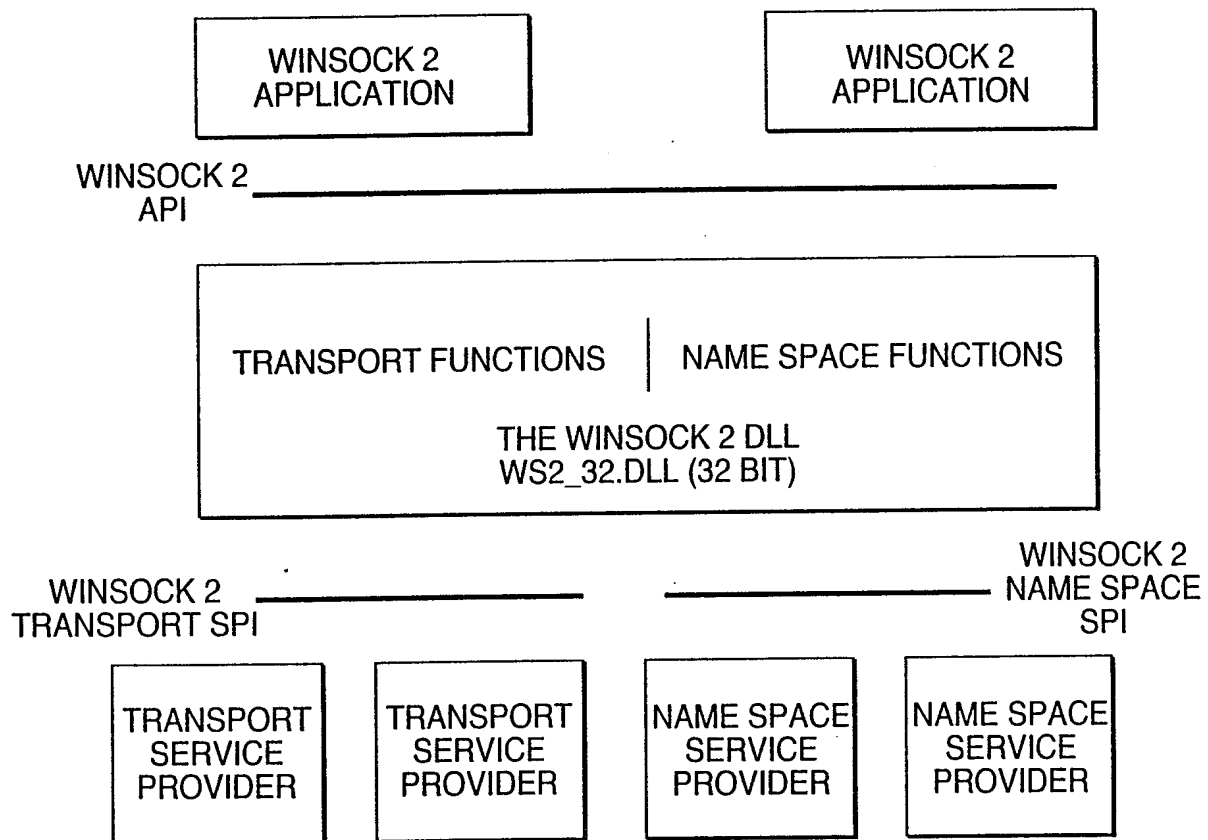 WINSOCK 2
APPLICATION
WINSOCK 2
APPLICATION
WINSOCK 2
API
TRANSPORT FUNCTIONS
NAME SPACE FUNCTIONS
THE WINSOCK 2 DLL
WS2_32.DLL (32 BIT)
WINSOCK 2
TRANSPORT SPI
WINSOCK 2
NAME SPACE
SPI
TRANSPORT
SERVICE
PROVIDER
TRANSPORT
SERVICE
PROVIDER
NAME SPACE
SERVICE
PROVIDER
NAME SPACE
SERVICE
PROVIDER